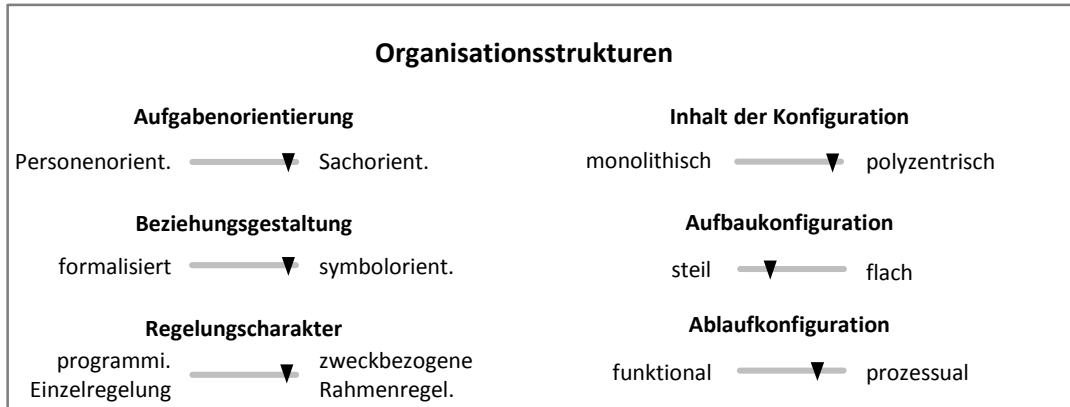 Organisationsstrukturen
Aufgabenorientierung
Personenorient.
Sachorient.
Beziehungsgestaltung
formalisiert
symbolorient.
Regelungscharakter
programmi.
Einzelregelung
zweckbezogene
Rahmenregel.
Inhalt der Konfiguration
monolithisch
polyzentrisch
Aufbaukonfiguration
steil
flach
Ablaufkonfiguration
funktional
prozessual